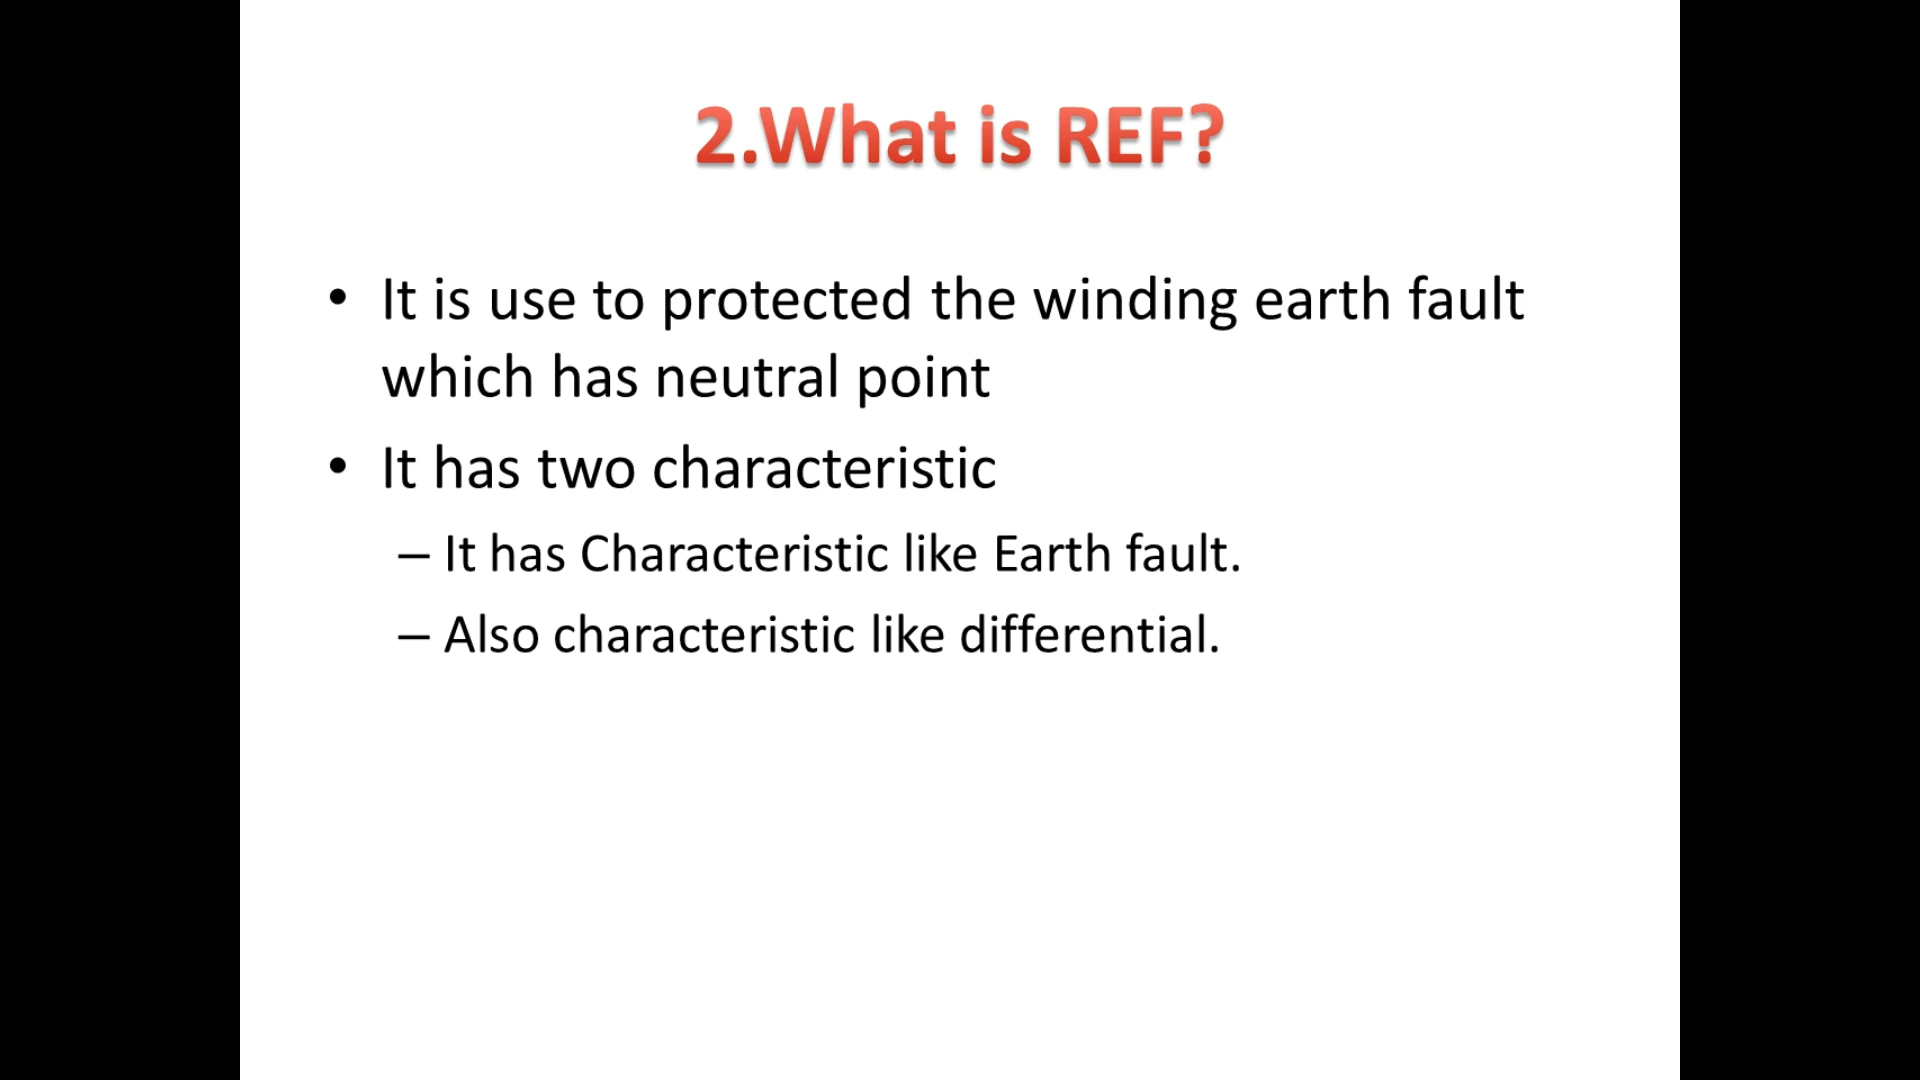 2.What is REF?
• It is use to protected the winding earth fault
which has neutral point
• It has two characteristic
– It has Characteristic like Earth fault.
– Also characteristic like differential.